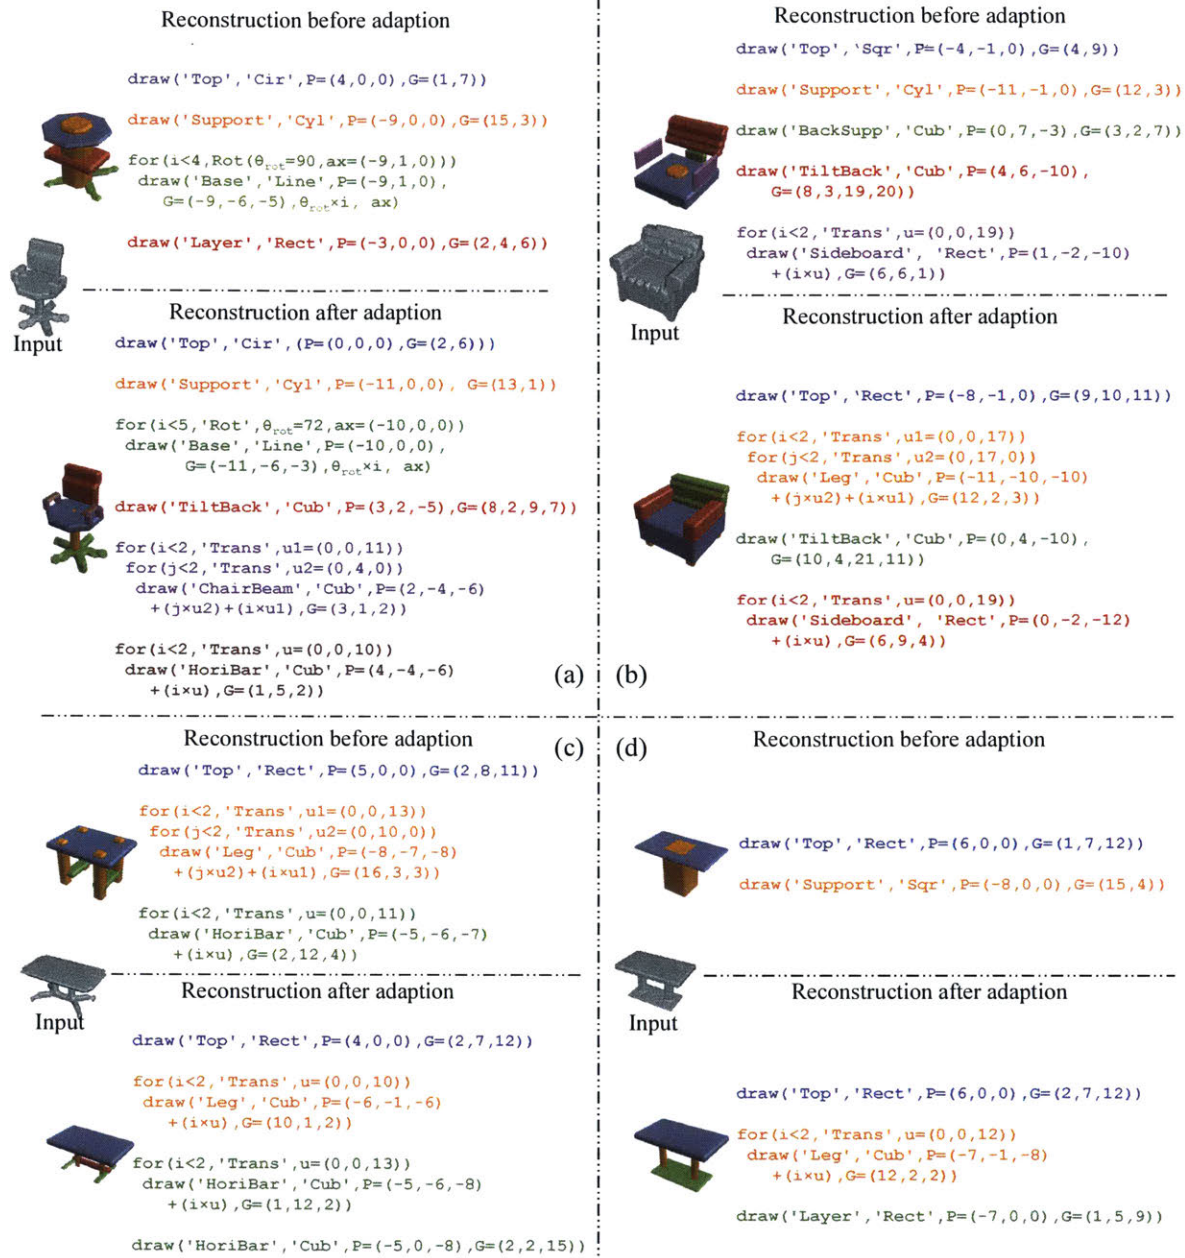 Reconstruction before adaption
draw('Top','Cir',P=(4,0,0),G=(1,7))
draw('Support','Cyl',P=(-9,0,0),G=(15,3))
for(i<4,Rot(θrot=90,ax=(-9,1,0)))
draw('Base','Line',P=(-9,1,0),
G=(-9,-6,-5),θrot×i, ax)
draw('Layer','Rect',P=(-3,0,0),G=(2,4,6))
Input
Reconstruction after adaption
draw('Top','Cir',(P=(0,0,0),G=(2,6)))
draw('Support','Cyl',P=(-11,0,0), G=(13,1))
for(i<5,'Rot',θrot=72,ax=(-10,0,0))
draw('Base','Line',P=(-10,0,0),
G=(-11,-6,-3),θrot×i, ax)
draw('TiltBack','Cub',P=(3,2,-5),G=(8,2,9,7))
for(i<2,'Trans',u1=(0,0,11))
for(j<2,'Trans',u2=(0,4,0))
draw('ChairBeam','Cub',P=(2,-4,-6)
+(j×u2)+(i×u1),G=(3,1,2))
for(i<2,'Trans',u=(0,0,10))
draw('HoriBar','Cub',P=(4,-4,-6)
+(i×u),G=(1,5,2))
(a)
Reconstruction before adaption
draw('Top','Sqr',P=(-4,-1,0),G=(4,9))
draw('Support','Cyl',P=(-11,-1,0),G=(12,3))
draw('BackSupp','Cub',P=(0,7,-3),G=(3,2,7))
draw('TiltBack','Cub',P=(4,6,-10),
G=(8,3,19,20))
for(i<2,'Trans',u=(0,0,19))
draw('Sideboard', 'Rect',P=(1,-2,-10)
+(i×u),G=(6,6,1))
Input
Reconstruction after adaption
draw('Top','Rect',P=(-8,-1,0),G=(9,10,11))
for(i<2,'Trans',u1=(0,0,17))
for(j<2,'Trans',u2=(0,17,0))
draw('Leg','Cub',P=(-11,-10,-10)
+(j×u2)+(i×u1),G=(12,2,3))
draw('TiltBack','Cub',P=(0,4,-10),
G=(10,4,21,11))
for(i<2,'Trans',u=(0,0,19))
draw('Sideboard', 'Rect',P=(0,-2,-12)
+(i×u),G=(6,9,4))
(b)
Reconstruction before adaption
(c)
draw('Top','Rect',P=(5,0,0),G=(2,8,11))
for(i<2,'Trans',u1=(0,0,13))
for(j<2,'Trans',u2=(0,10,0))
draw('Leg','Cub',P=(-8,-7,-8)
+(j×u2)+(i×u1),G=(16,3,3))
for(i<2,'Trans',u=(0,0,11))
draw('HoriBar','Cub',P=(-5,-6,-7)
+(i×u),G=(2,12,4))
Input
Reconstruction after adaption
draw('Top','Rect',P=(4,0,0),G=(2,7,12))
for(i<2,'Trans',u=(0,0,10))
draw('Leg','Cub',P=(-6,-1,-6)
+(i×u),G=(10,1,2))
for(i<2,'Trans',u=(0,0,13))
draw('HoriBar','Cub',P=(-5,-6,-8)
+(i×u),G=(1,12,2))
draw('HoriBar','Cub',P=(-5,0,-8),G=(2,2,15))
(d)
Reconstruction before adaption
draw('Top','Rect',P=(6,0,0),G=(1,7,12))
draw('Support','Sqr',P=(-8,0,0),G=(15,4))
Input
Reconstruction after adaption
draw('Top','Rect',P=(6,0,0),G=(2,7,12))
for(i<2,'Trans',u=(0,0,12))
draw('Leg','Cub',P=(-7,-1,-8)
+(i×u),G=(12,2,2))
draw('Layer','Rect',P=(-7,0,0),G=(1,5,9))